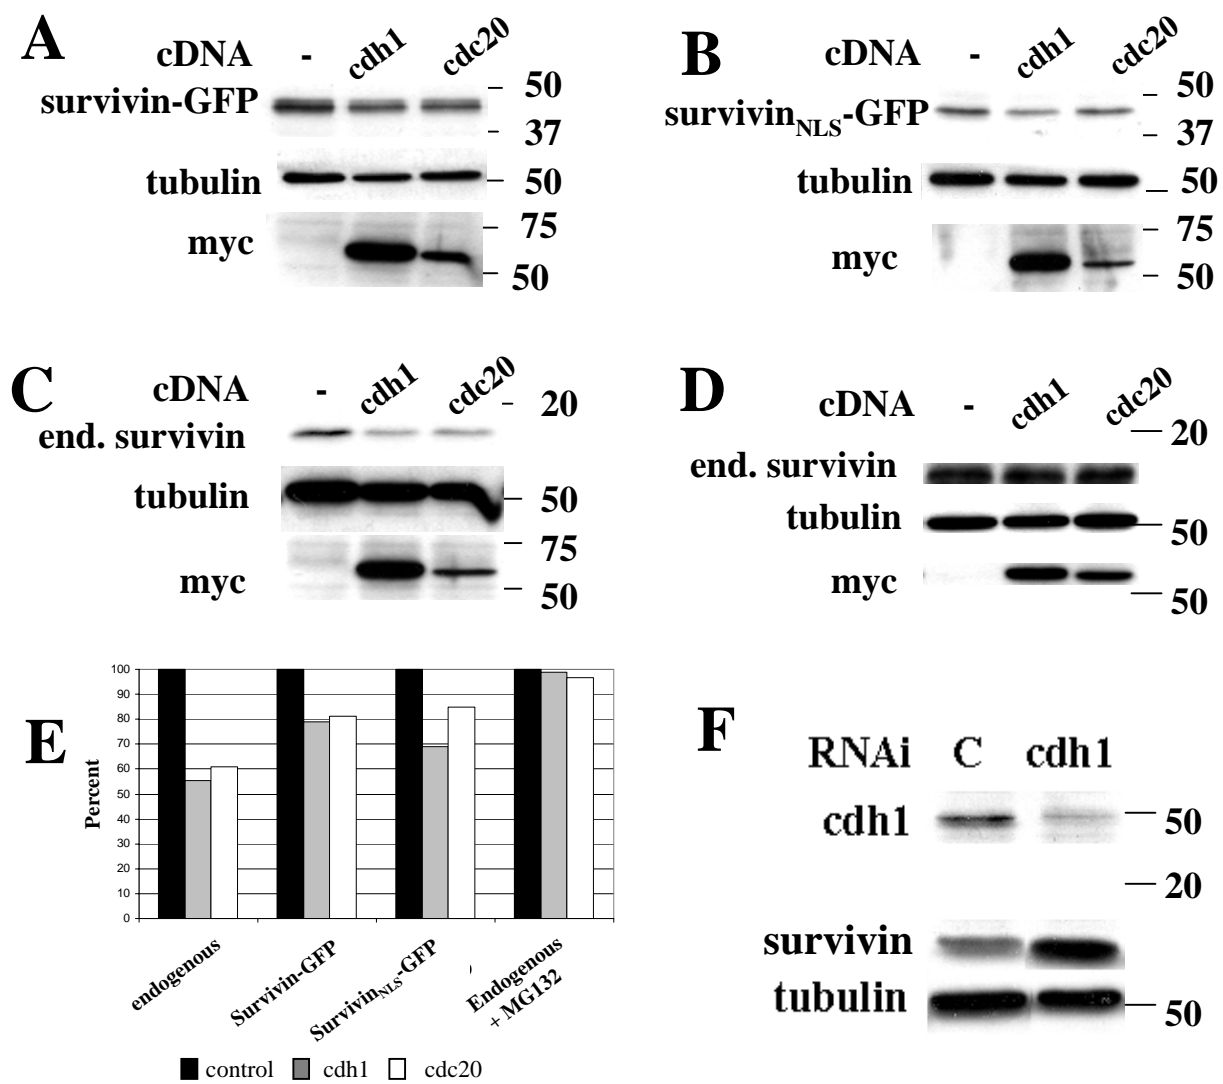 A
cDNA - cdh1 cdc20
survivin-GFP 50
37
tubulin 50
myc 75
50
B
cDNA - cdh1 cdc20
survivinNLS-GFP 50
37
tubulin 50
myc 75
50
C
cDNA - cdh1 cdc20
20
end. survivin
tubulin 50
myc 75
50
D
cDNA - cdh1 cdc20
20
end. survivin
tubulin 50
myc 50
E
Percent
100
90
80
70
60
50
40
30
20
10
0
endogenous
Survivin-GFP
SurvivinNLS-GFP
Endogenous
+ MG132
control cdh1 cdc20
F
RNAi C cdh1
cdh1 50
20
survivin
tubulin 50